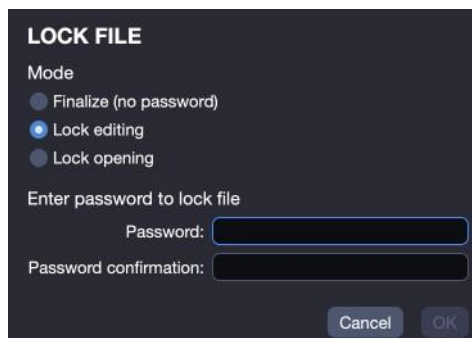 LOCK FILE
Mode
Finalize (no password)
Lock editing
Lock opening
Enter password to lock file
Password:
Password confirmation:
Cancel OK